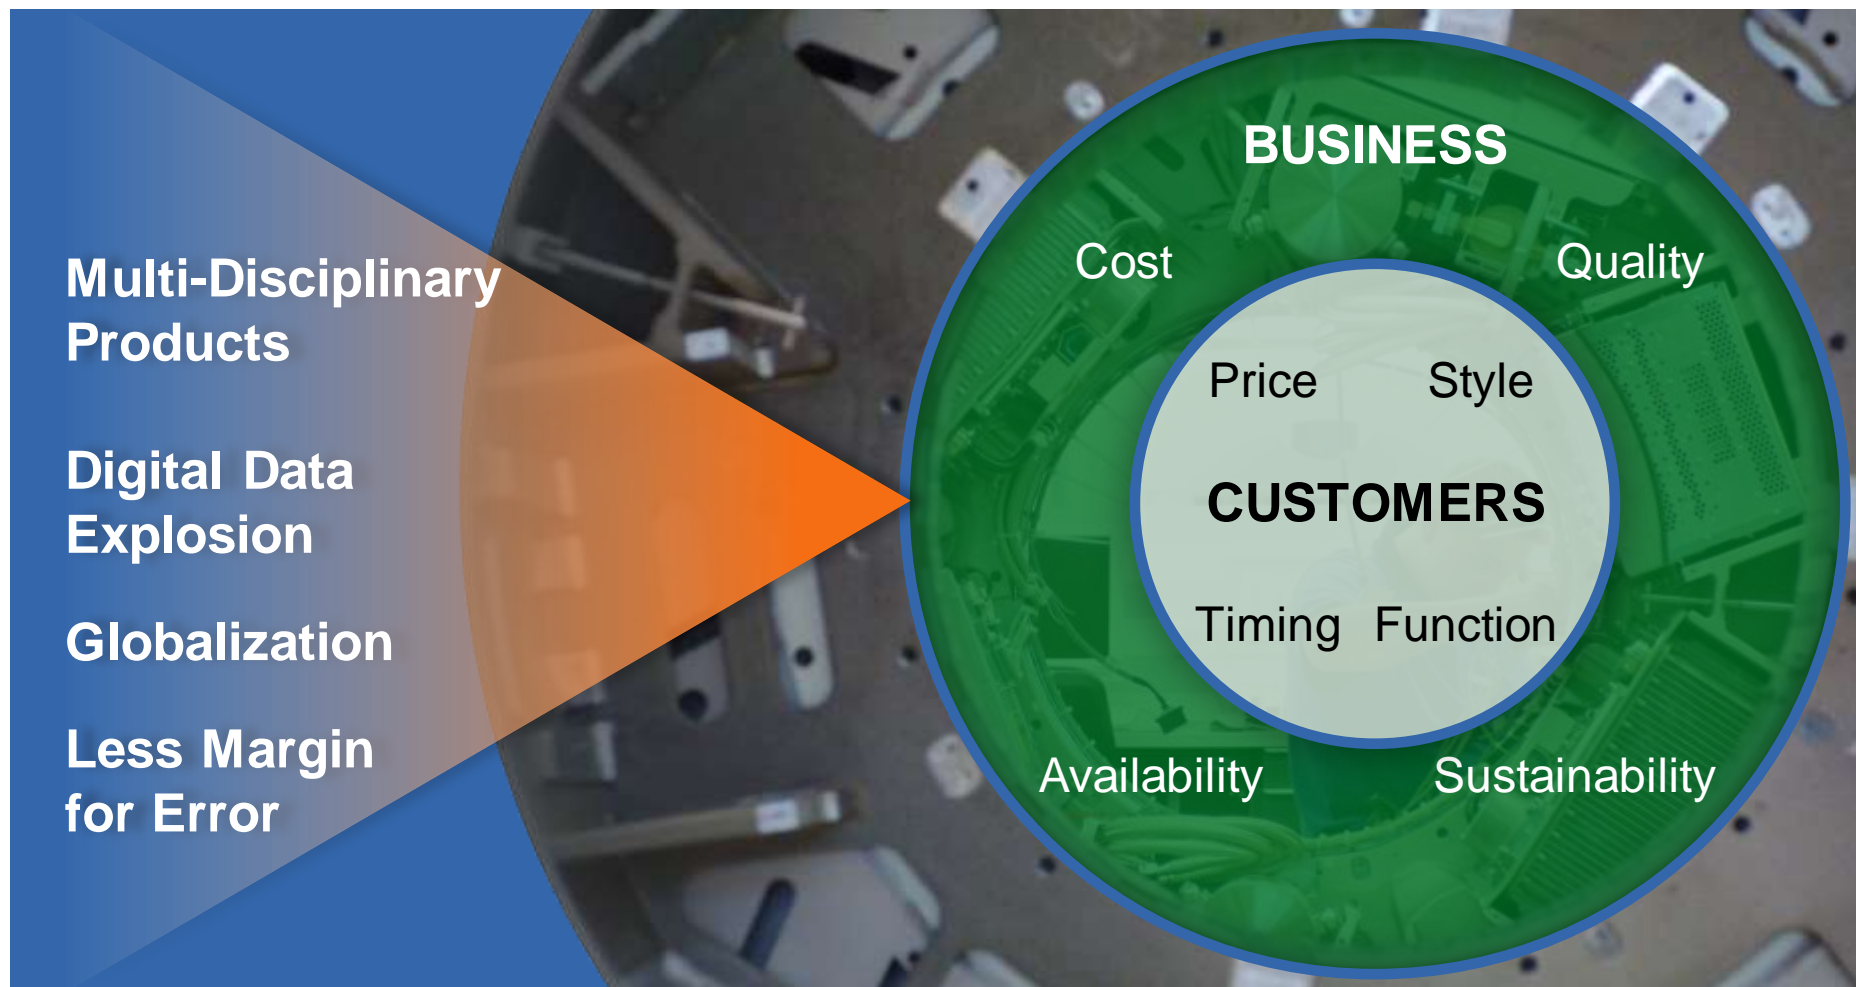 Multi-Disciplinary
Products
Digital Data
Explosion
Globalization
Less Margin
for Error
BUSINESS
Cost Quality
Price Style
CUSTOMERS
Timing Function
Availability Sustainability